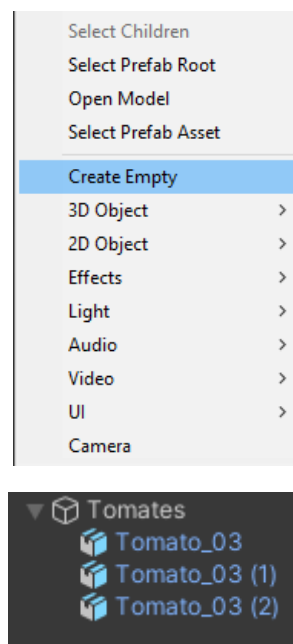 Select Children
Select Prefab Root
Open Model
Select Prefab Asset
Create Empty
3D Object
2D Object
Effects
Light
Audio
Video
UI
Camera
Tomates
Tomato_03
Tomato_03 (1)
Tomato_03 (2)